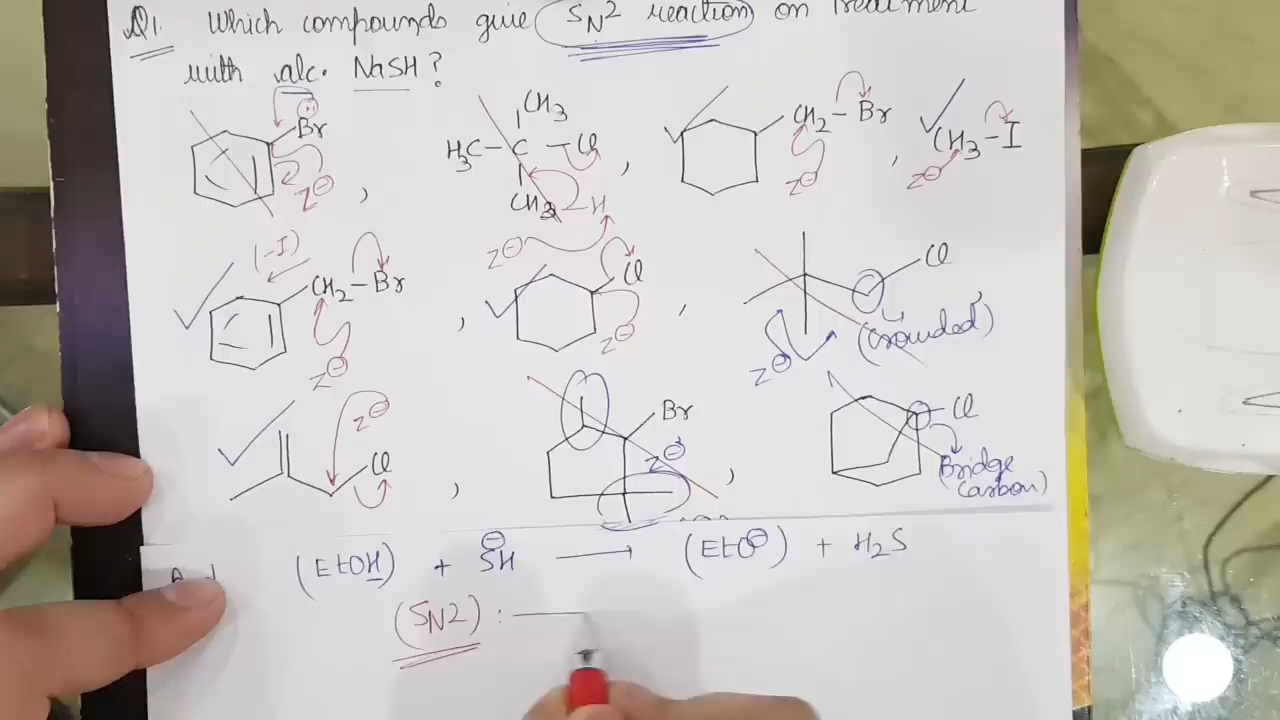 Q1. Which compounds give SN2 reaction on treatment
with alc. NaSH?
Br Z⊖ ,
CH3 H3C-C-Cl CH3 H Z⊖ ,
CH2-Br Z⊖ ,
CH3-I Z⊖
(-I) CH2-Br Z⊖ ,
Cl Z⊖ ,
Cl (crowded) Z⊖ ,
Z⊖ Cl ,
Br Z⊖ ,
Cl Bridge
Carbon)
(EtOH) + ⊖SH ⟶ (EtO⊖) + H2S
(SN2) : —